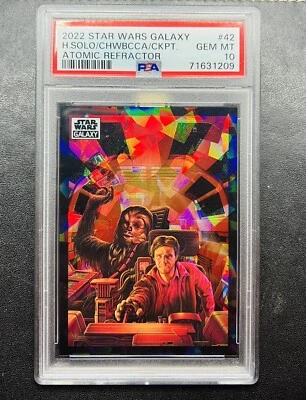 2022 STAR WARS GALAXY #42
H.SOLO/CHWBCCA/CKPT. GEM MT
ATOMIC REFRACTOR 10
PSA 71631209
STAR
WARS
GALAXY